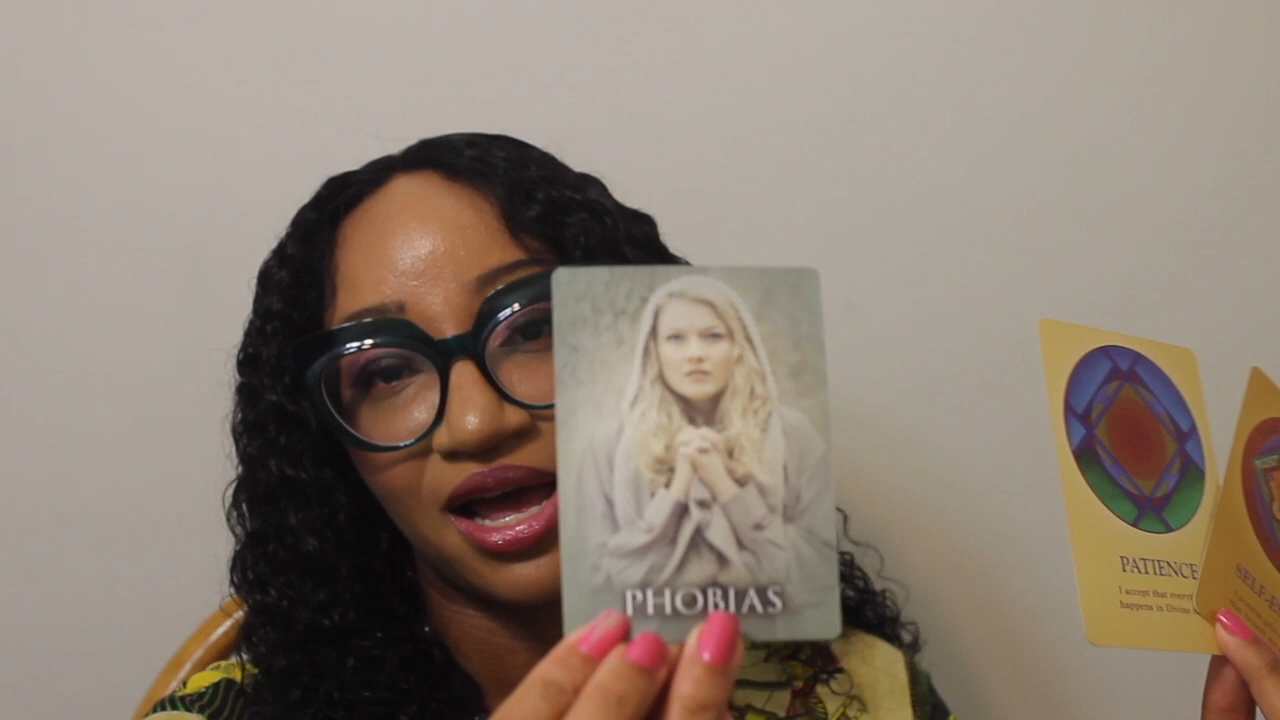 PHOBIAS
PATIENCE
I accept that every
happens in Divine